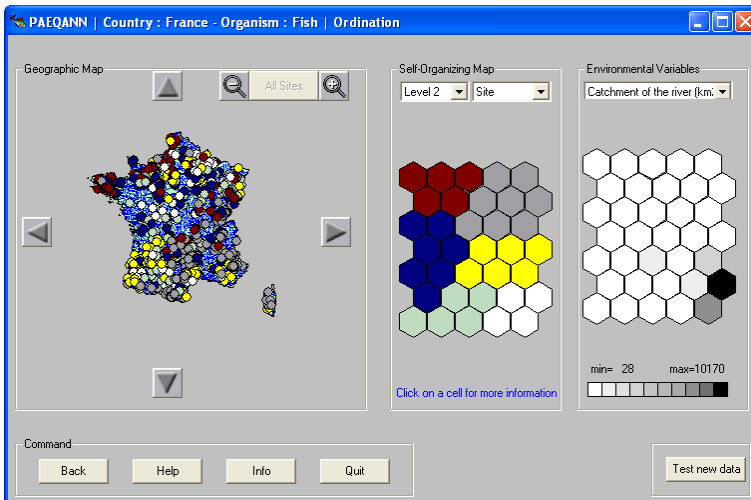 PAEQANN | Country : France - Organism : Fish | Ordination
Geographic Map
All Sites
Self-Organizing Map
Level 2
Site
Click on a cell for more information
Environmental Variables
Catchment of the river (km
min= 28 max=10170
Command
Back
Help
Info
Quit
Test new data